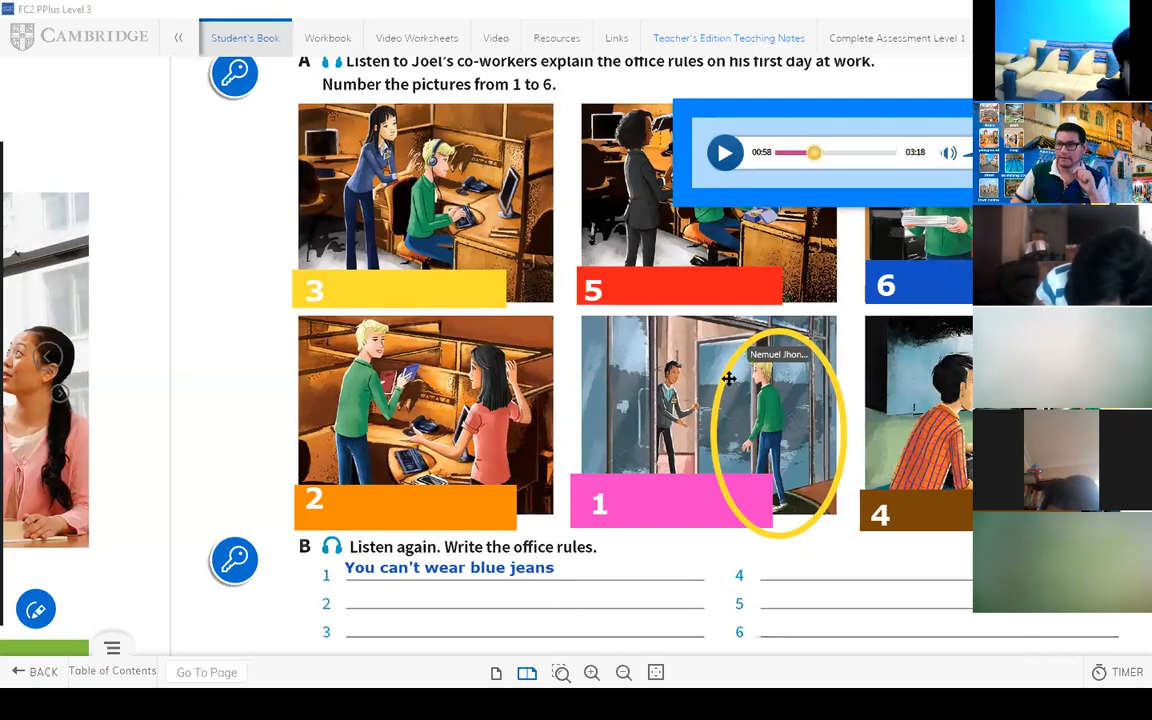 FC2 PPlus Level 3
CAMBRIDGE
Student's Book
Workbook
Video Worksheets
Video
Resources
Links
Teacher's Edition Teaching Notes
Complete Assessment Level 1
A Listen to Joel's co-workers explain the office rules on his first day at work.
Number the pictures from 1 to 6.
00:58
03:18
3
5
6
Nemuel Jhon...
2
1
4
B Listen again. Write the office rules.
1 You can't wear blue jeans
4
2
5
3
6
BACK
Table of Contents
Go To Page
TIMER